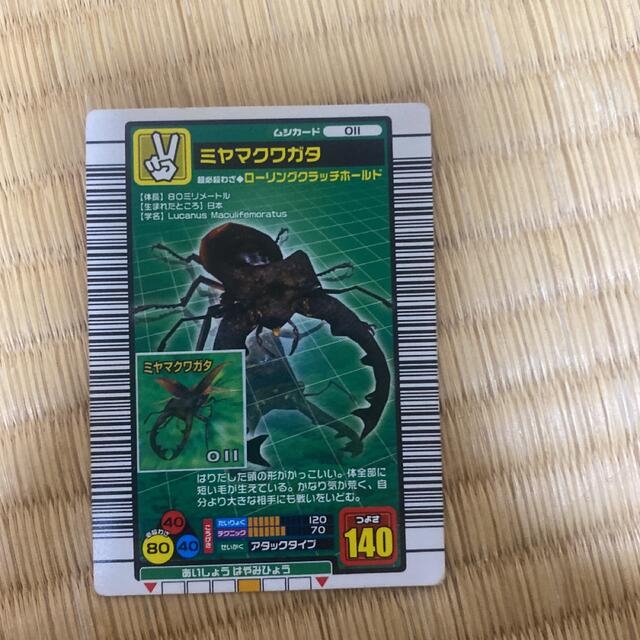 ムシカード 011
ミヤマクワガタ
超必殺わざ◆ローリングクラッチホールド
【体長】80ミリメートル
【生まれたところ】日本
【学名】Lucanus Maculifemoratus
ミヤマクワガタ
011
はりだした頭の形がかっこいい。体全部に
短い毛が生えている。かなり気が荒く、自
分より大きな相手にも戦いをいどむ。
40
必殺わざ
80
40
たいりょく 120
テクニック 70
せいかく アタックタイプ
つよさ
140
あいしょうはやみひょう